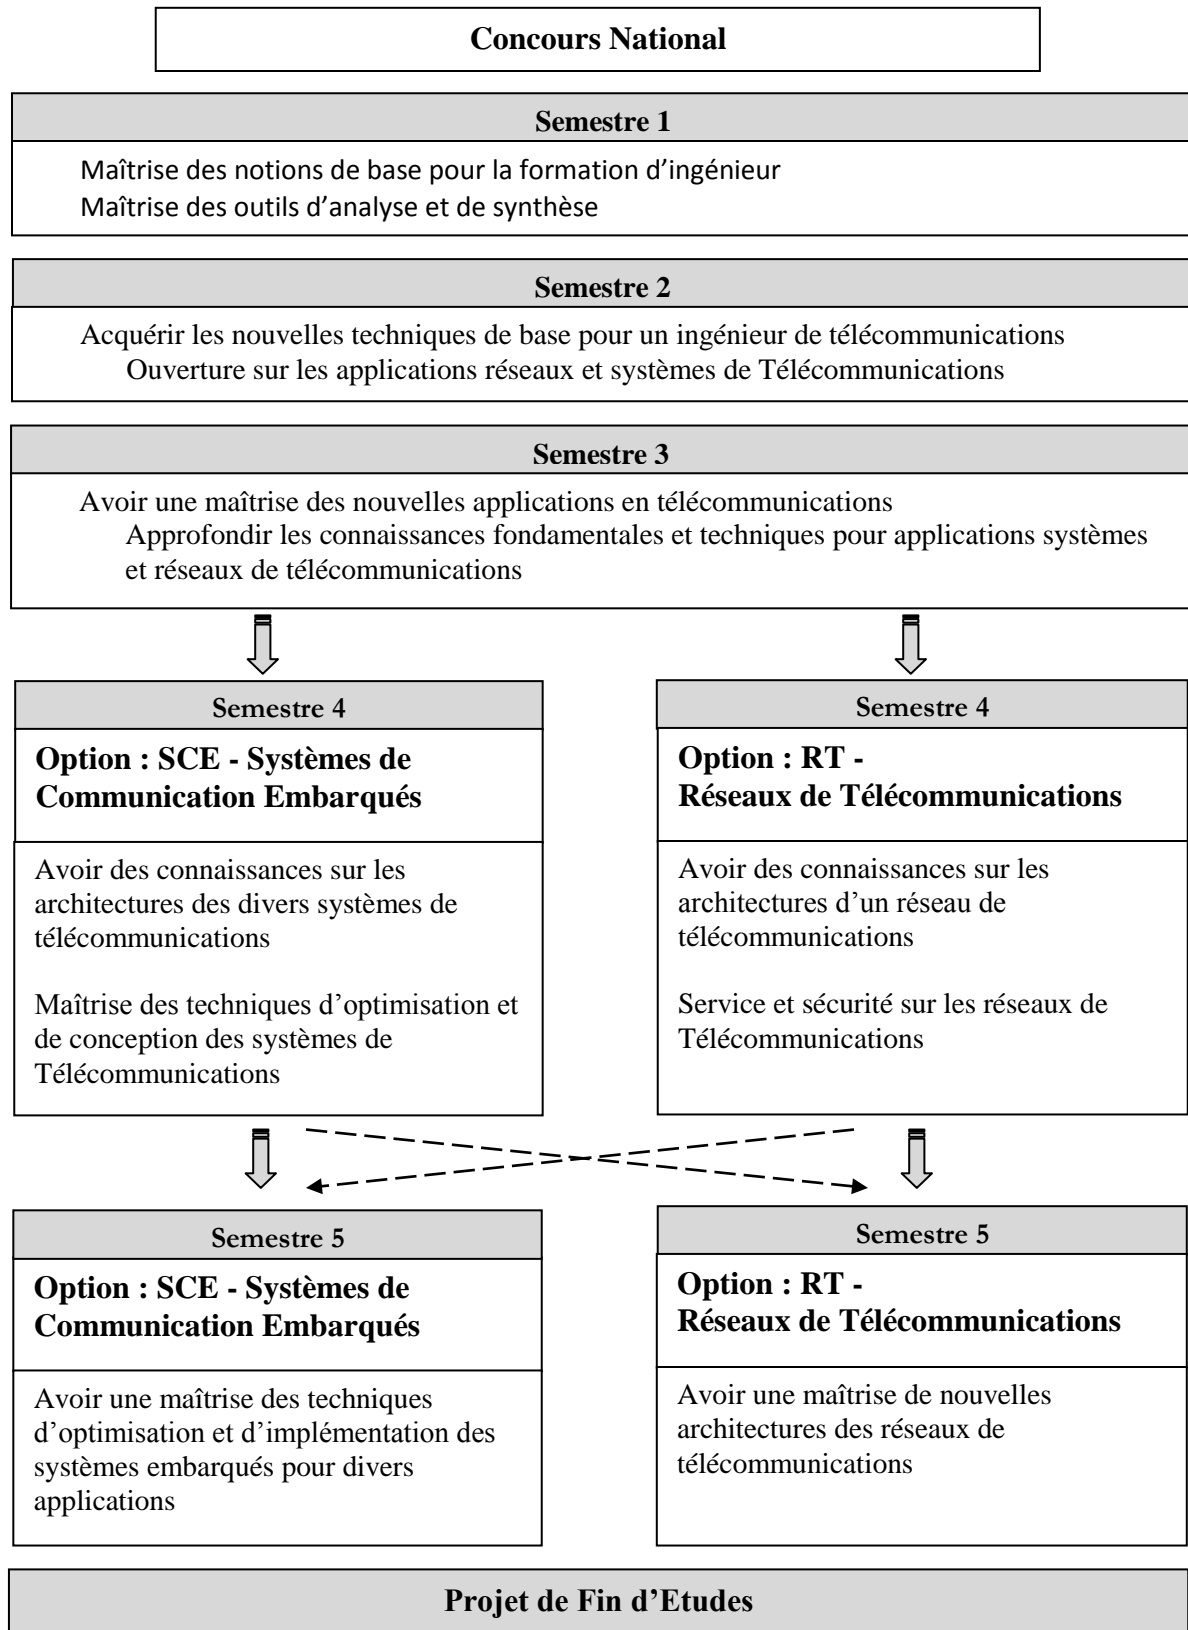 Concours National
Semestre 1
Maîtrise des notions de base pour la formation d’ingénieur
Maîtrise des outils d’analyse et de synthèse
Semestre 2
Acquérir les nouvelles techniques de base pour un ingénieur de télécommunications
Ouverture sur les applications réseaux et systèmes de Télécommunications
Semestre 3
Avoir une maîtrise des nouvelles applications en télécommunications
Approfondir les connaissances fondamentales et techniques pour applications systèmes
et réseaux de télécommunications
Semestre 4
Option : SCE - Systèmes de
Communication Embarqués
Avoir des connaissances sur les
architectures des divers systèmes de
télécommunications
Maîtrise des techniques d’optimisation et
de conception des systèmes de
Télécommunications
Semestre 4
Option : RT -
Réseaux de Télécommunications
Avoir des connaissances sur les
architectures d’un réseau de
télécommunications
Service et sécurité sur les réseaux de
Télécommunications
Semestre 5
Option : SCE - Systèmes de
Communication Embarqués
Avoir une maîtrise des techniques
d’optimisation et d’implémentation des
systèmes embarqués pour divers
applications
Semestre 5
Option : RT -
Réseaux de Télécommunications
Avoir une maîtrise de nouvelles
architectures des réseaux de
télécommunications
Projet de Fin d’Etudes